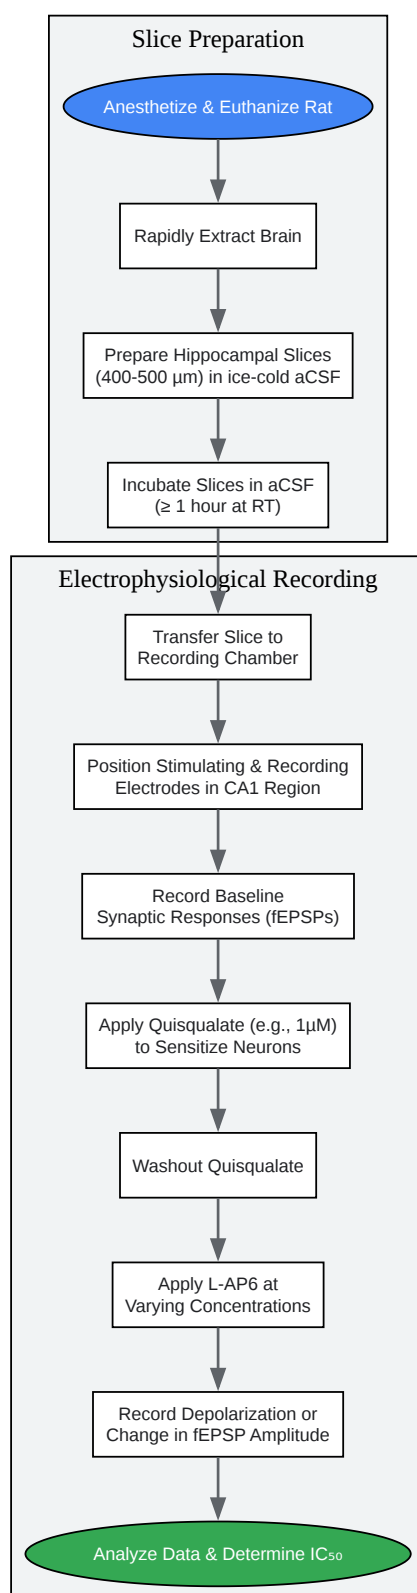 Slice Preparation
Anesthetize & Euthanize Rat
Rapidly Extract Brain
Prepare Hippocampal Slices
(400-500 µm) in ice-cold aCSF
Incubate Slices in aCSF
(≥ 1 hour at RT)
Electrophysiological Recording
Transfer Slice to
Recording Chamber
Position Stimulating & Recording
Electrodes in CA1 Region
Record Baseline
Synaptic Responses (fEPSPs)
Apply Quisqualate (e.g., 1µM)
to Sensitize Neurons
Washout Quisqualate
Apply L-AP6 at
Varying Concentrations
Record Depolarization or
Change in fEPSP Amplitude
Analyze Data & Determine IC₅₀